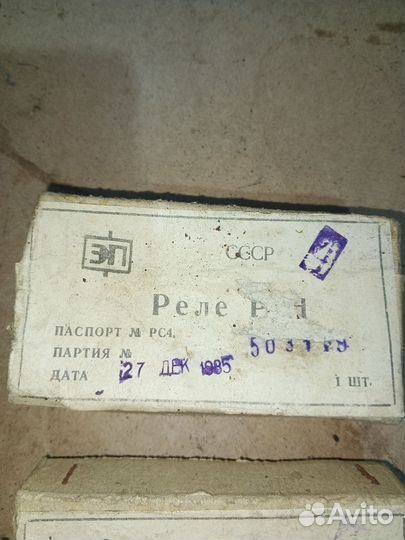 ЭП
СССР
Реле
ПАСПОРТ № РС4.
ПАРТИЯ №
ДАТА 27 ДЕК 1985
1 ШТ.
Avito